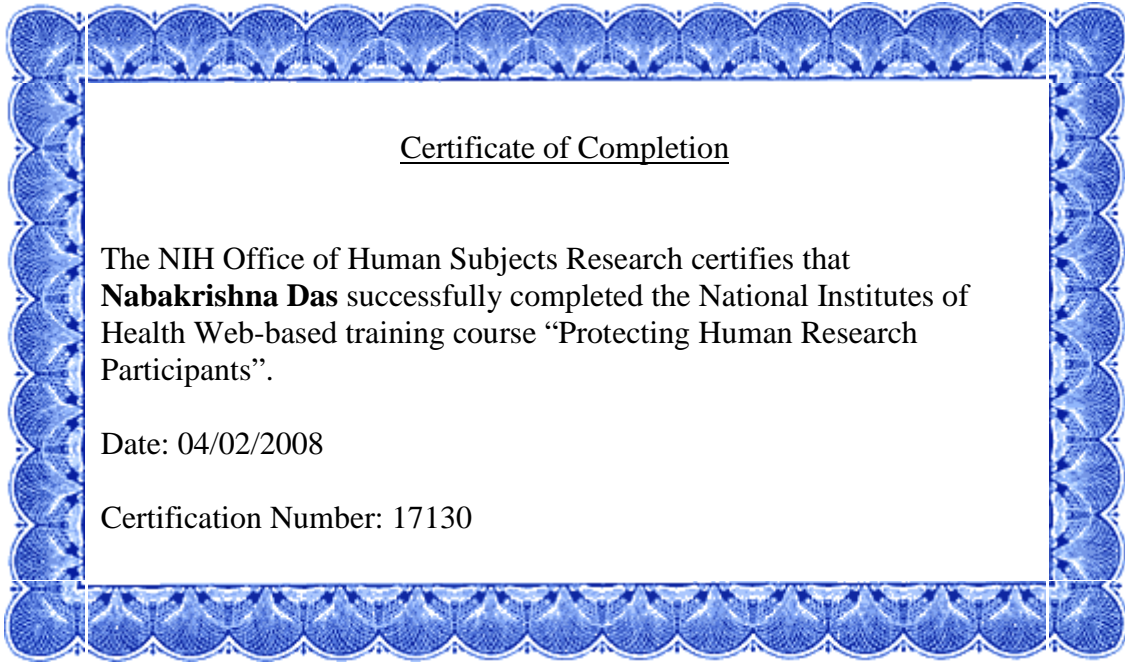 Certificate of Completion
The NIH Office of Human Subjects Research certifies that
Nabakrishna Das successfully completed the National Institutes of
Health Web-based training course “Protecting Human Research
Participants”.
Date: 04/02/2008
Certification Number: 17130